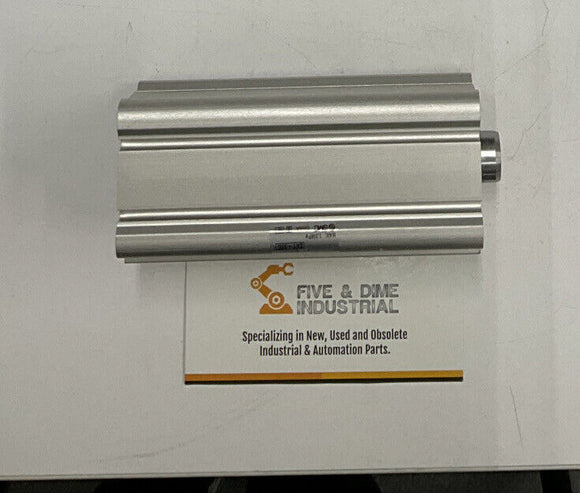 FIVE & DIME
INDUSTRIAL
Specializing in New, Used and Obsolete
Industrial & Automation Parts.